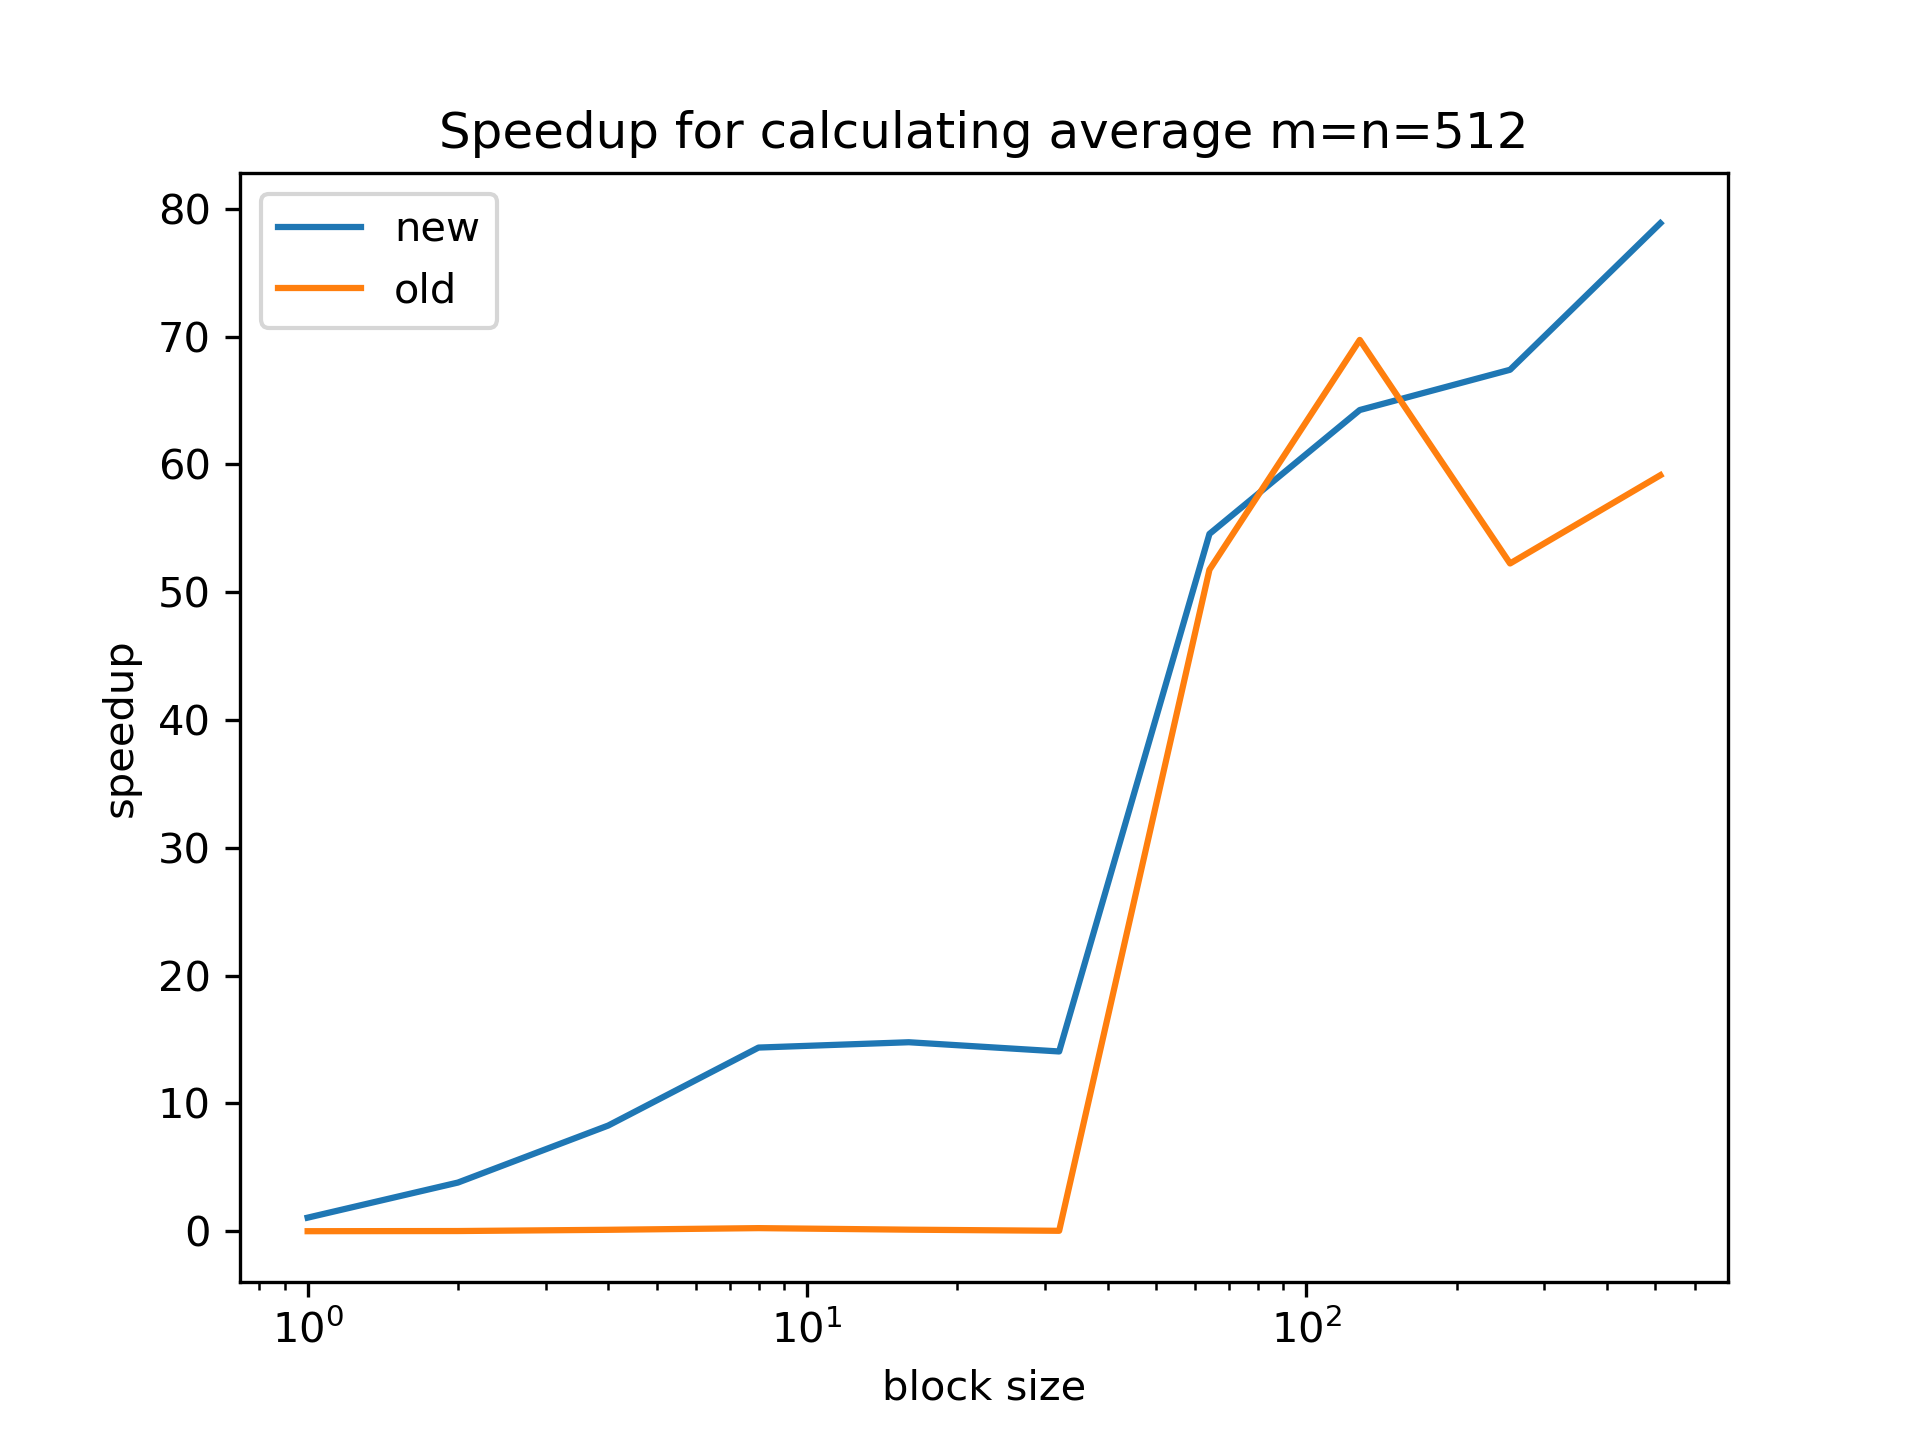 Speedup for calculating average m=n=512
new
old
80
70
60
50
40
30
20
10
0
speedup
10⁰ 10¹ 10²
block size